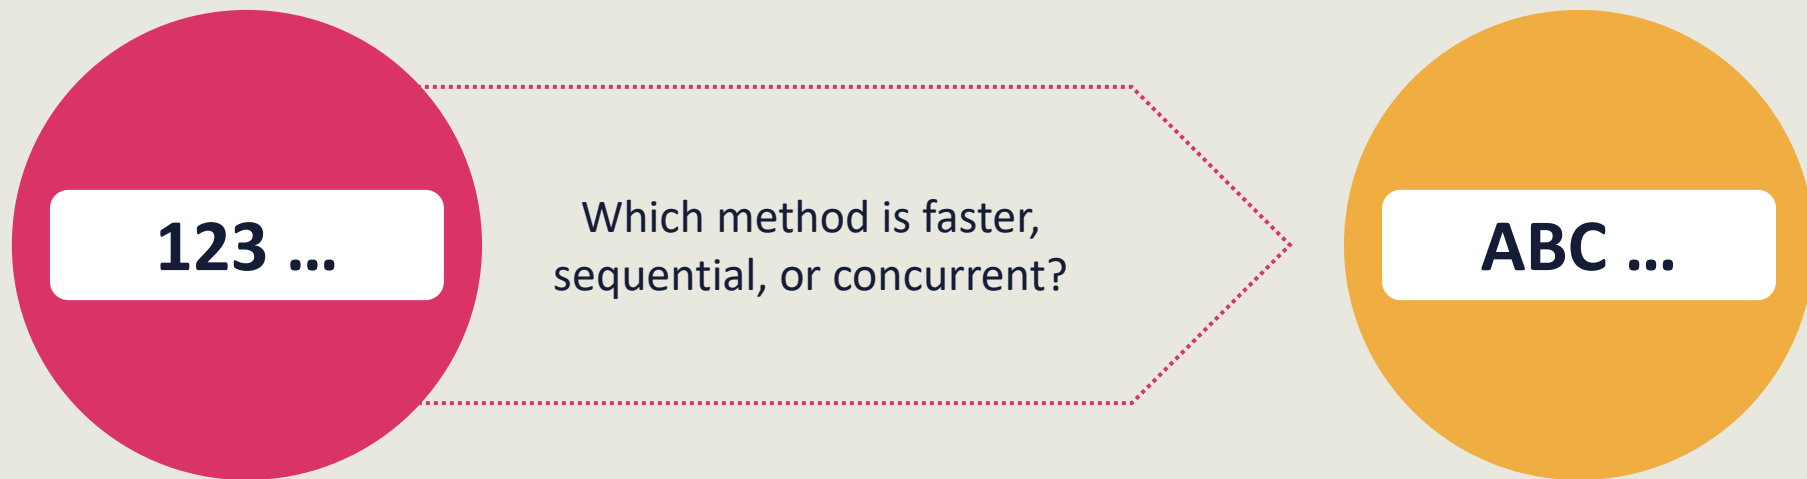 123 ...
Which method is faster,
sequential, or concurrent?
ABC ...